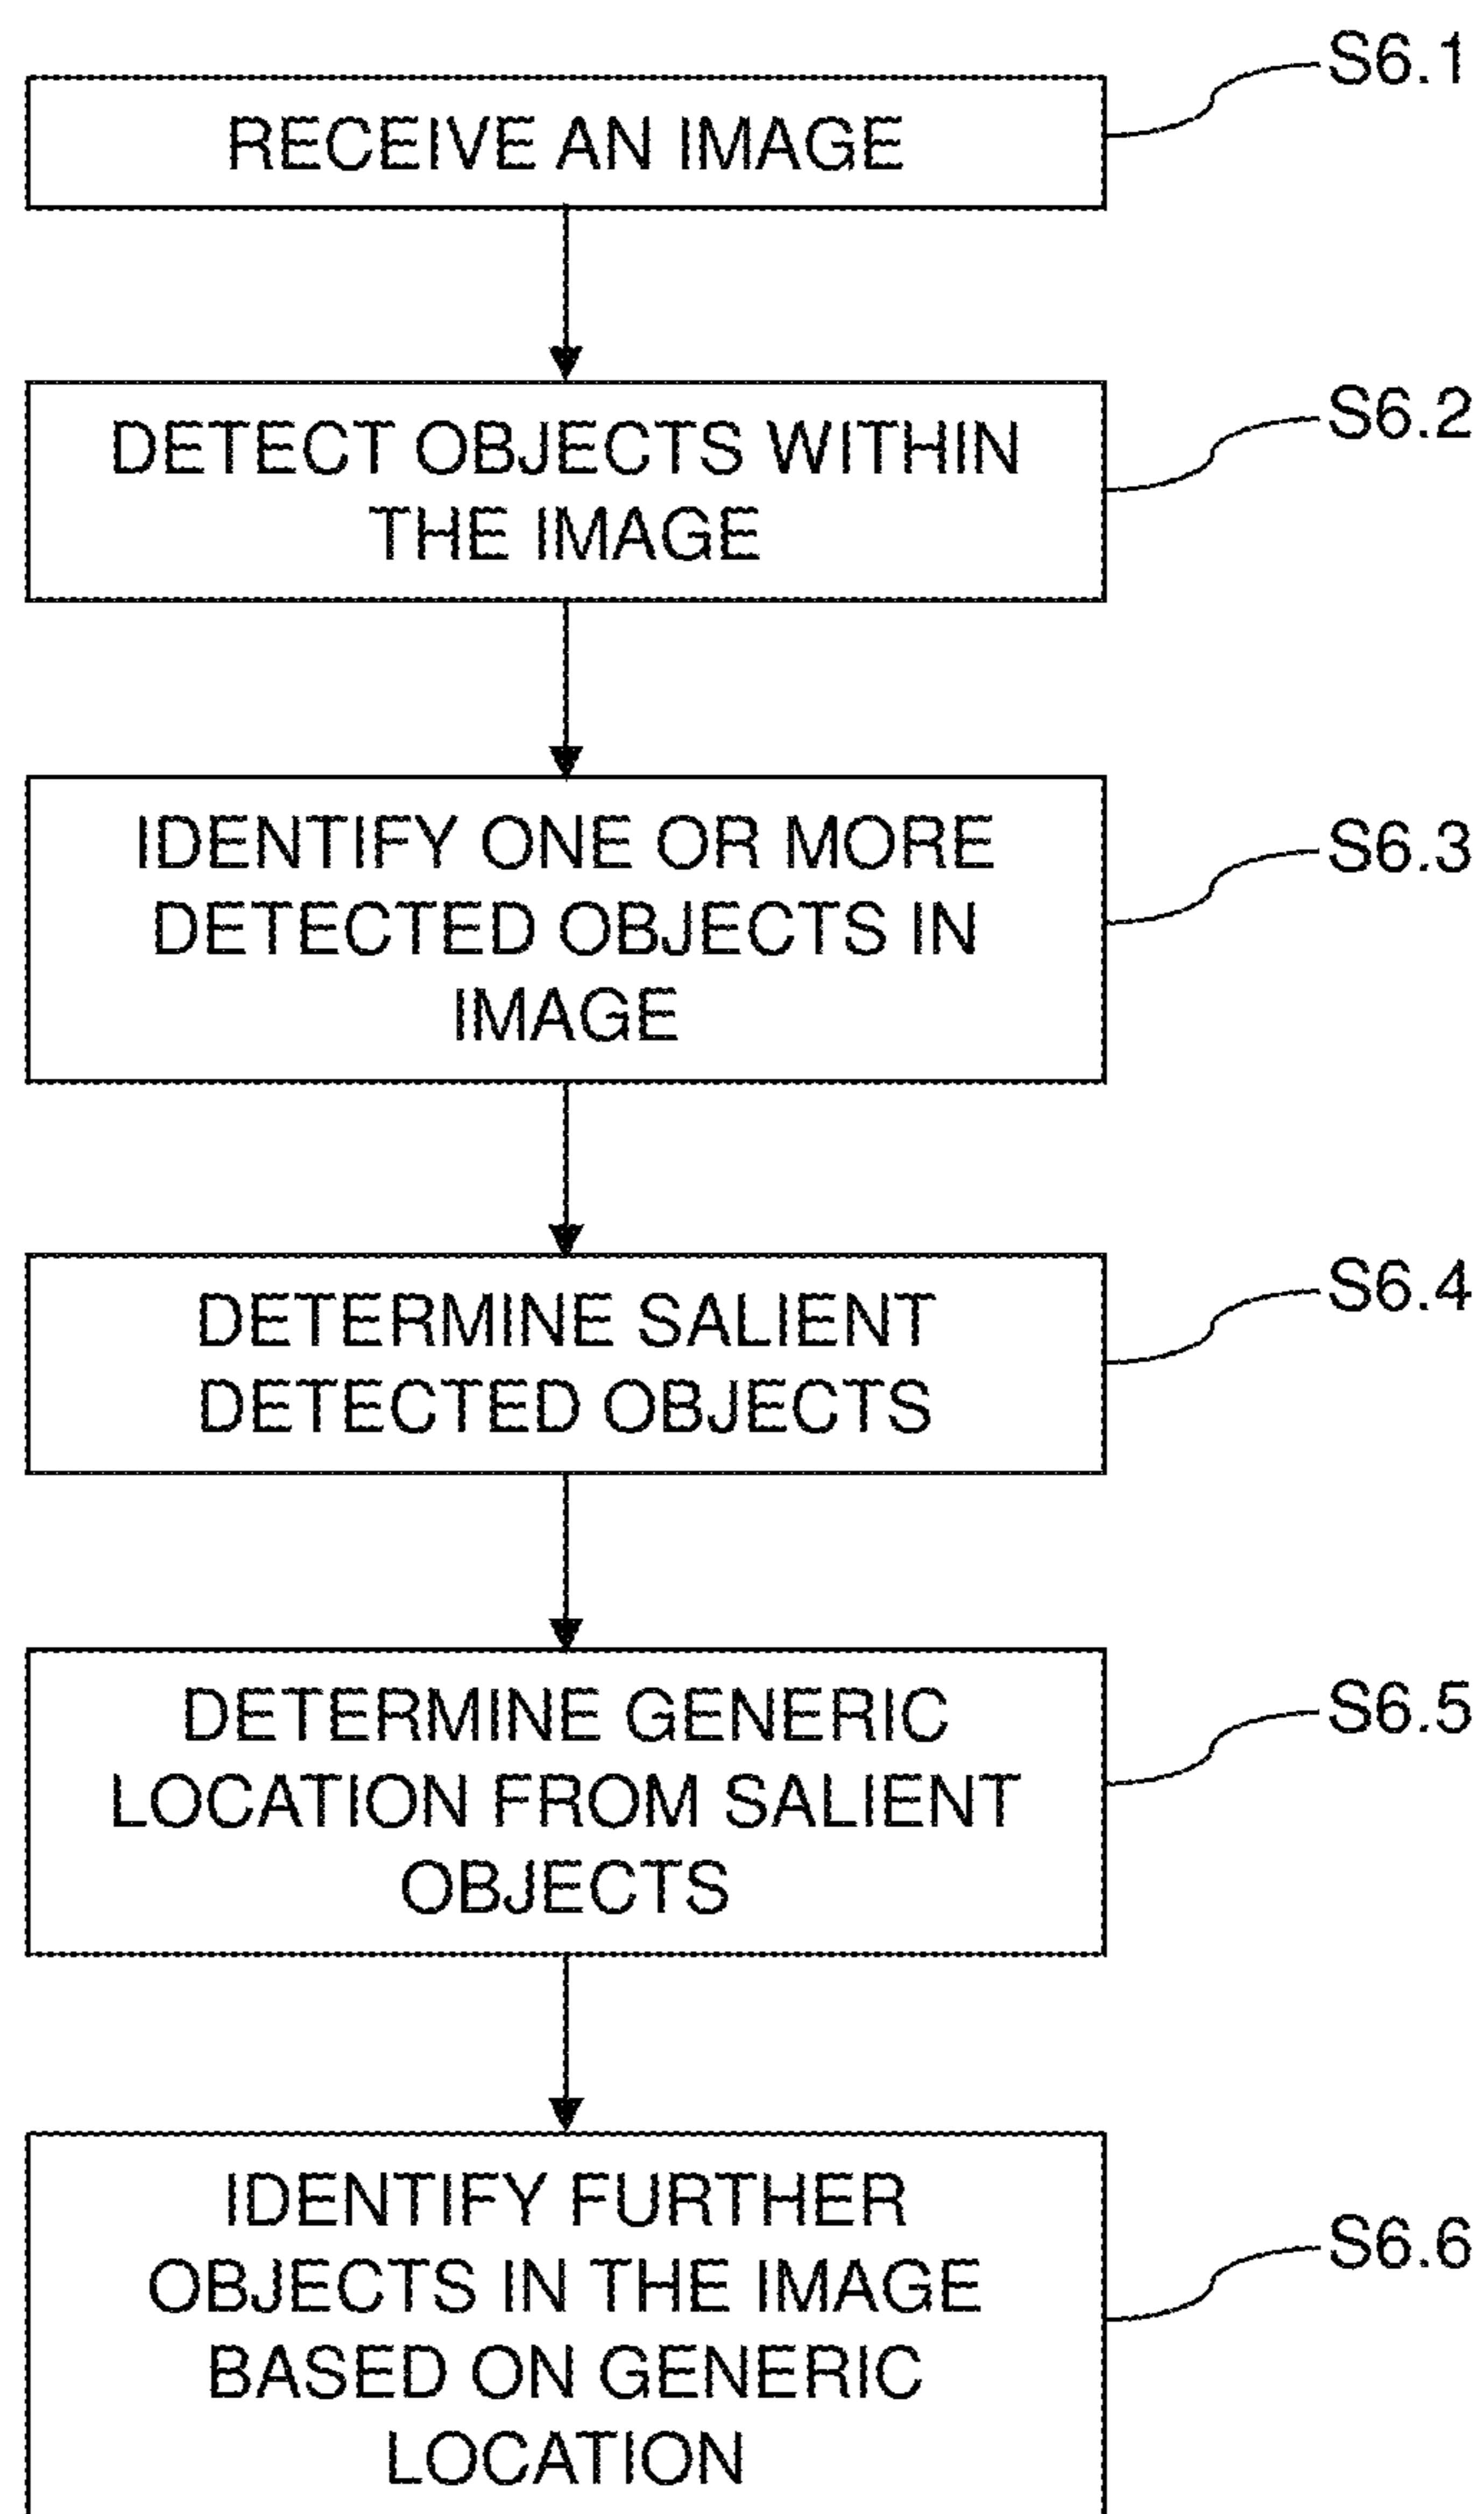 S6.1
RECEIVE AN IMAGE
S6.2
DETECT OBJECTS WITHIN
THE IMAGE
S6.3
IDENTIFY ONE OR MORE
DETECTED OBJECTS IN
IMAGE
S6.4
DETERMINE SALIENT
DETECTED OBJECTS
S6.5
DETERMINE GENERIC
LOCATION FROM SALIENT
OBJECTS
S6.6
IDENTIFY FURTHER
OBJECTS IN THE IMAGE
BASED ON GENERIC
LOCATION